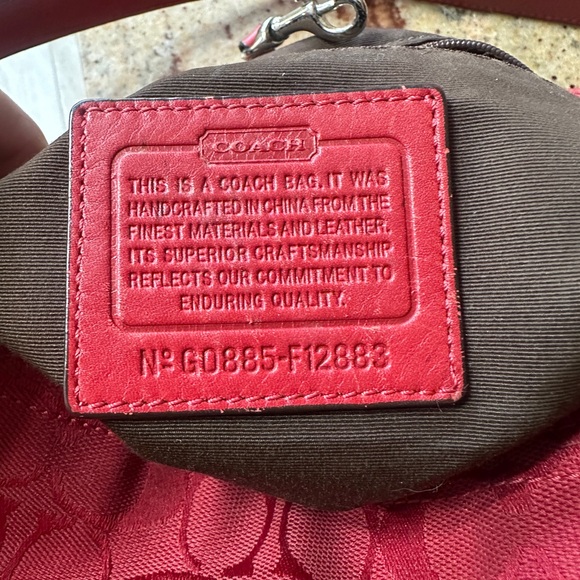 COACH
THIS IS A COACH BAG. IT WAS
HANDCRAFTED IN CHINA FROM THE
FINEST MATERIALS AND LEATHER.
ITS SUPERIOR CRAFTSMANSHIP
REFLECTS OUR COMMITMENT TO
ENDURING QUALITY.
Nº G0885-F12883